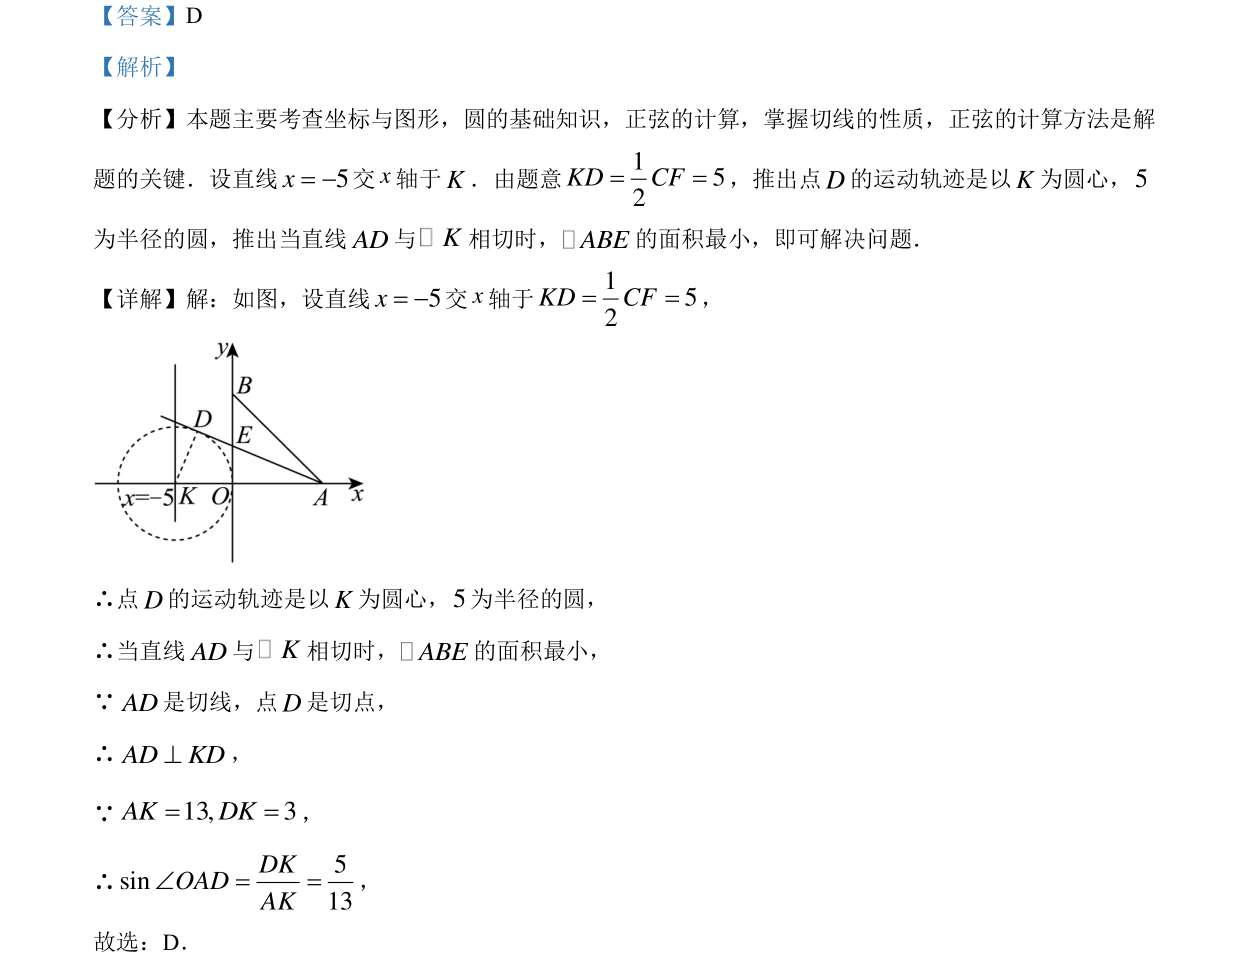 【答案】D
【解析】
【分析】本题主要考查坐标与图形，圆的基础知识，正弦的计算，掌握切线的性质，正弦的计算方法是解
题的关键．设直线 x = −5 交 x 轴于 K ．由题意 KD = 1/2 CF = 5，推出点 D 的运动轨迹是以 K 为圆心，5
为半径的圆，推出当直线 AD 与□ K 相切时，□ABE 的面积最小，即可解决问题．
【详解】解：如图，设直线 x = −5 交 x 轴于 KD = 1/2 CF = 5，
y
B
D
E
x=−5 K O A x
∴点 D 的运动轨迹是以 K 为圆心，5 为半径的圆，
∴当直线 AD 与□ K 相切时，□ABE 的面积最小，
∵ AD 是切线，点 D 是切点，
∴ AD ⊥ KD，
∵ AK = 13, DK = 3，
∴ sin ∠OAD = DK/AK = 5/13，
故选：D．